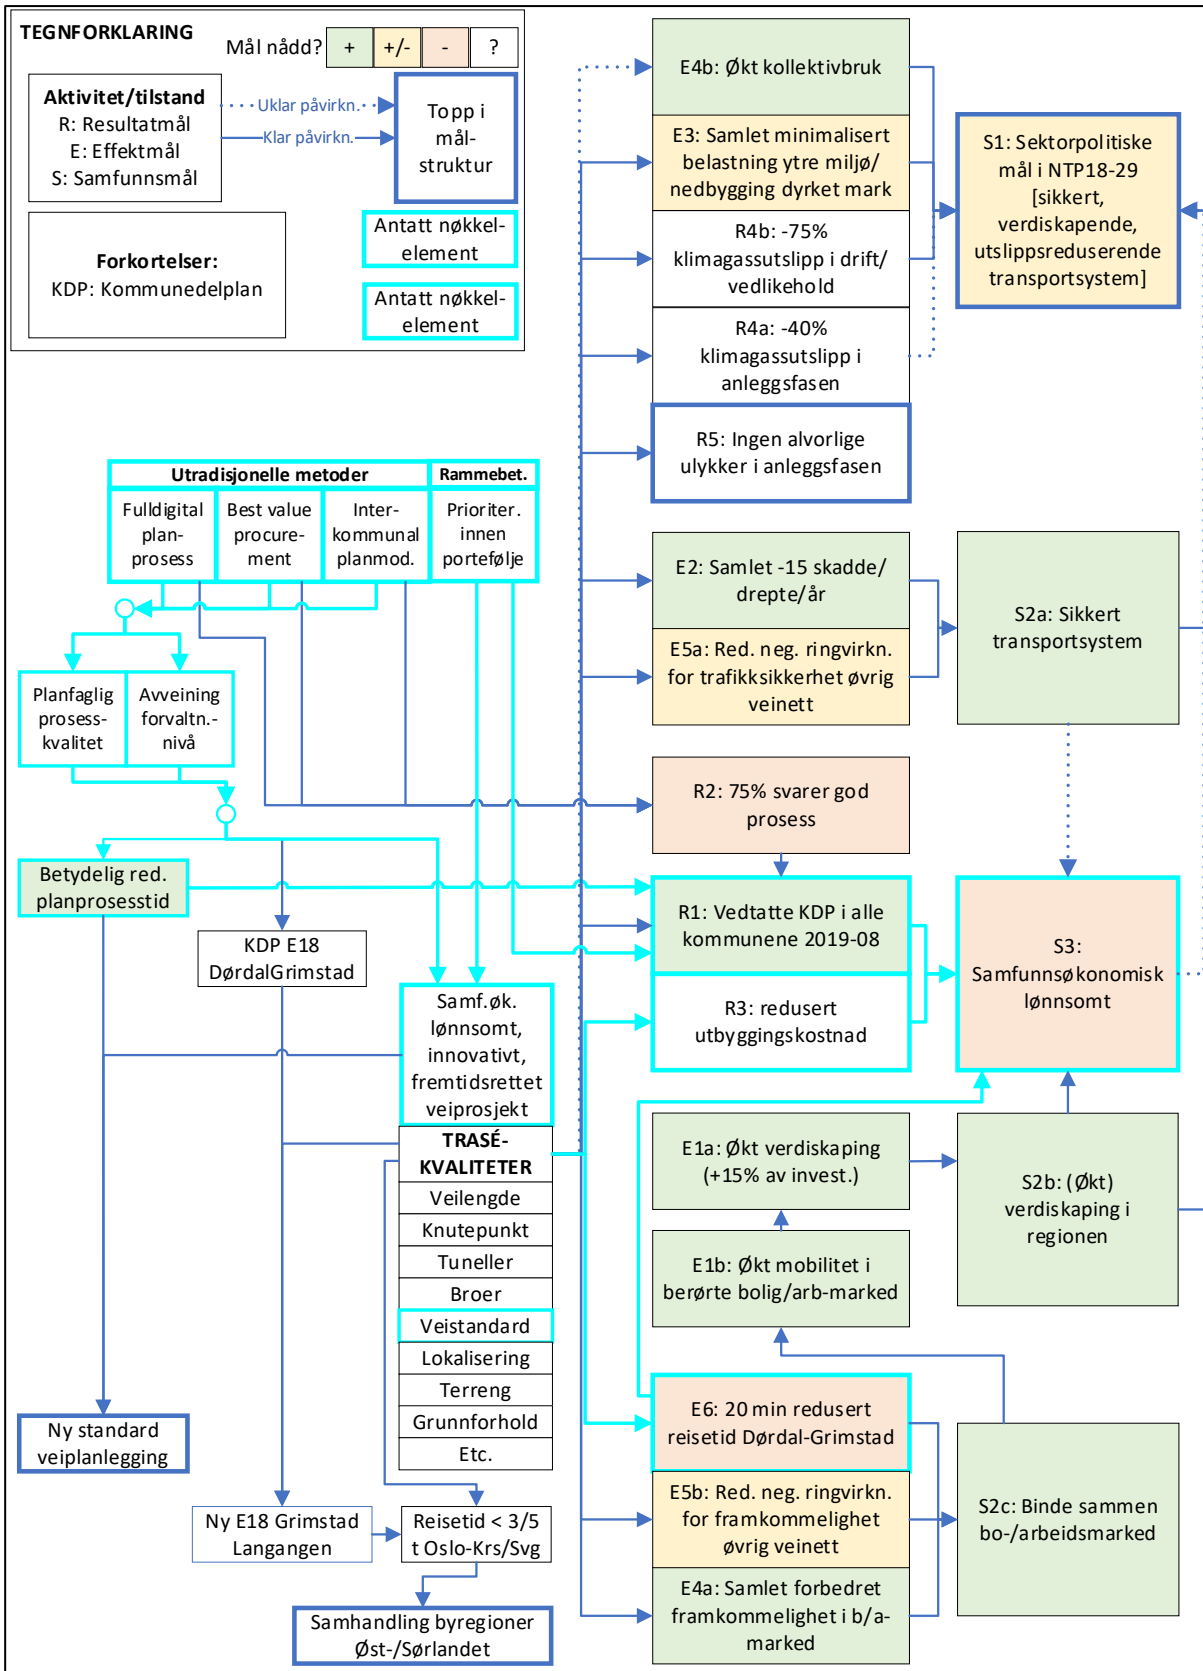 TEGNFORKLARING
Mål nådd?
+
+/-
-
?
Aktivitet/tilstand
R: Resultatmål
E: Effektmål
S: Samfunnsmål
Uklar påvirkn.
Klar påvirkn.
Topp i
mål-
struktur
Forkortelser:
KDP: Kommunedelplan
Antatt nøkkel-
element
Antatt nøkkel-
element
E4b: Økt kollektivbruk
E3: Samlet minimalisert
belastning ytre miljø/
nedbygging dyrket mark
R4b: -75%
klimagassutslipp i drift/
vedlikehold
R4a: -40%
klimagassutslipp i
anleggsfasen
R5: Ingen alvorlige
ulykker i anleggsfasen
S1: Sektorpolitiske
mål i NTP18-29
[sikkert,
verdiskapende,
utslippsreduserende
transportsystem]
Utradisjonelle metoder
Rammebet.
Fulldigital
plan-
prosess
Best value
procure-
ment
Inter-
kommunal
planmod.
Prioriter.
innen
portefølje
Planfaglig
prosess-
kvalitet
Avveining
forvaltn.-
nivå
E2: Samlet -15 skadde/
drepte/år
E5a: Red. neg. ringvirkn.
for trafikksikkerhet øvrig
veinett
S2a: Sikkert
transportsystem
R2: 75% svarer god
prosess
Betydelig red.
planprosesstid
R1: Vedtatte KDP i alle
kommunene 2019-08
R3: redusert
utbyggingskostnad
S3:
Samfunnsøkonomisk
lønnsomt
KDP E18
DørdalGrimstad
Samf.øk.
lønnsomt,
innovativt,
fremtidsrettet
veiprosjekt
TRASÉ-
KVALITETER
Veilengde
Knutepunkt
Tuneller
Broer
Veistandard
Lokalisering
Terreng
Grunnforhold
Etc.
E1a: Økt verdiskaping
(+15% av invest.)
E1b: Økt mobilitet i
berørte bolig/arb-marked
S2b: (Økt)
verdiskaping i
regionen
E6: 20 min redusert
reisetid Dørdal-Grimstad
E5b: Red. neg. ringvirkn.
for framkommelighet
øvrig veinett
E4a: Samlet forbedret
framkommelighet i b/a-
marked
S2c: Binde sammen
bo-/arbeidsmarked
Ny standard
veiplanlegging
Ny E18 Grimstad
Langangen
Reisetid < 3/5
t Oslo-Krs/Svg
Samhandling byregioner
Øst-/Sørlandet